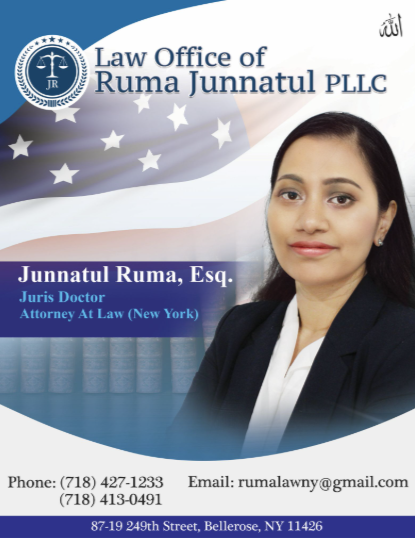 الله
Law Office of
JR
Ruma Junnatul PLLC
Junnatul Ruma, Esq.
Juris Doctor
Attorney At Law (New York)
Phone: (718) 427-1233 Email: rumalawny@gmail.com
(718) 413-0491
87-19 249th Street, Bellerose, NY 11426